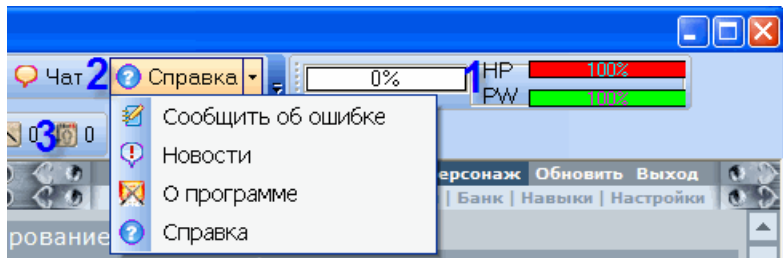 Чат 2 Справка 0% 1 HP 100%
PW 100%
0 3 0
Сообщить об ошибке
Новости
О программе
Справка
ерсонаж Обновить Выход
| Банк | Навыки | Настройки
рование